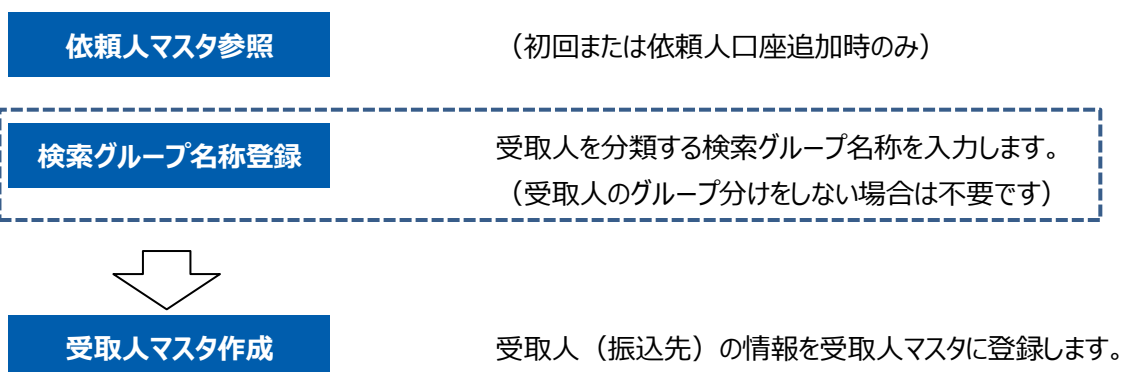 依頼人マスタ参照 （初回または依頼人口座追加時のみ）
検索グループ名称登録 受取人を分類する検索グループ名称を入力します。
（受取人のグループ分けをしない場合は不要です）
受取人マスタ作成 受取人（振込先）の情報を受取人マスタに登録します。